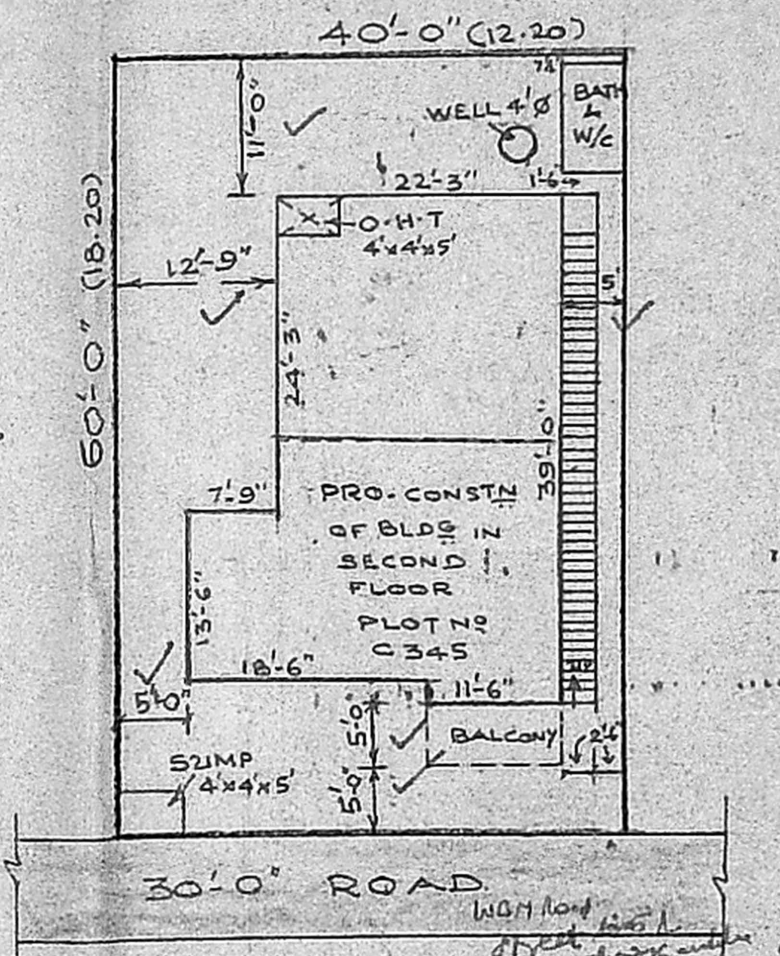 40'-0" (12.20)
60'-0" (18.20)
11'-0"
WELL 4'Ø
BATH
&
W/C
22'-3"
1'-6"
O.H.T
4'x4'x5'
12'-9"
5'
24'-3"
39'-0"
7'-9"
PRO-CONSTN
OF BLDG IN
SECOND
FLOOR
PLOT NO
C 345
13'-6"
18'-6"
11'-6"
UP
5'-0"
5'-0"
BALCONY
2'6"
SUMP
4'x4'x5'
5'-0"
30'-0" ROAD
WBM Road